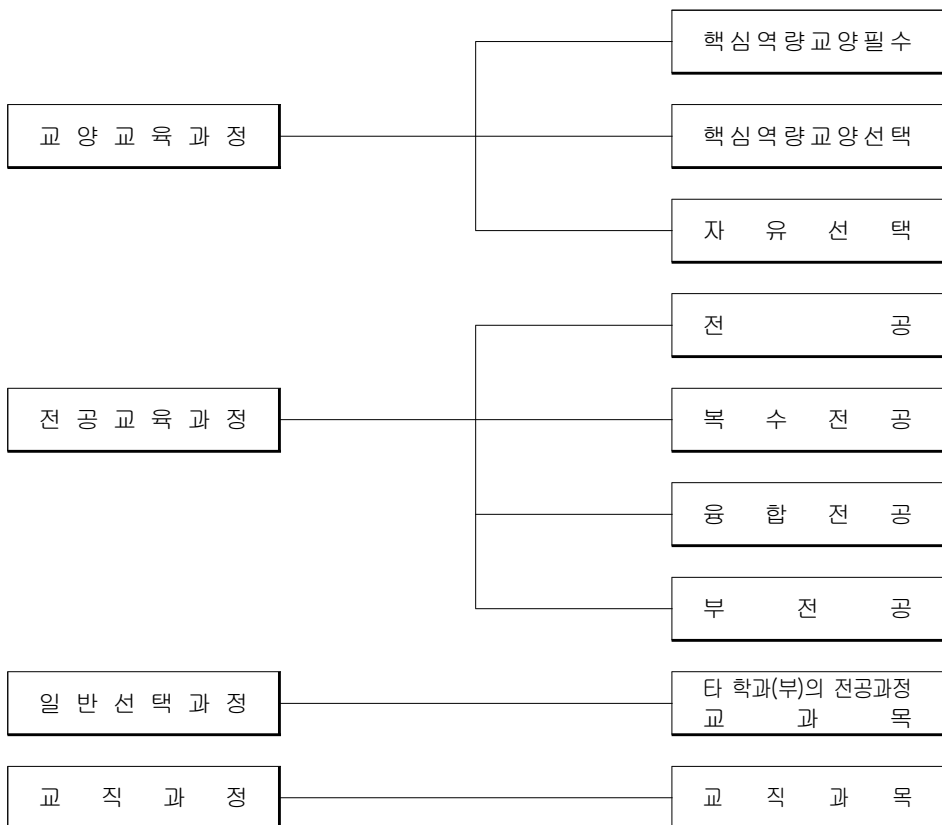 핵심역량교양필수
교양교육과정
핵심역량교양선택
자유선택
전공
전공교육과정
복수전공
융합전공
부전공
일반선택과정
타 학과(부)의 전공과정
교과목
교직과정
교직과목